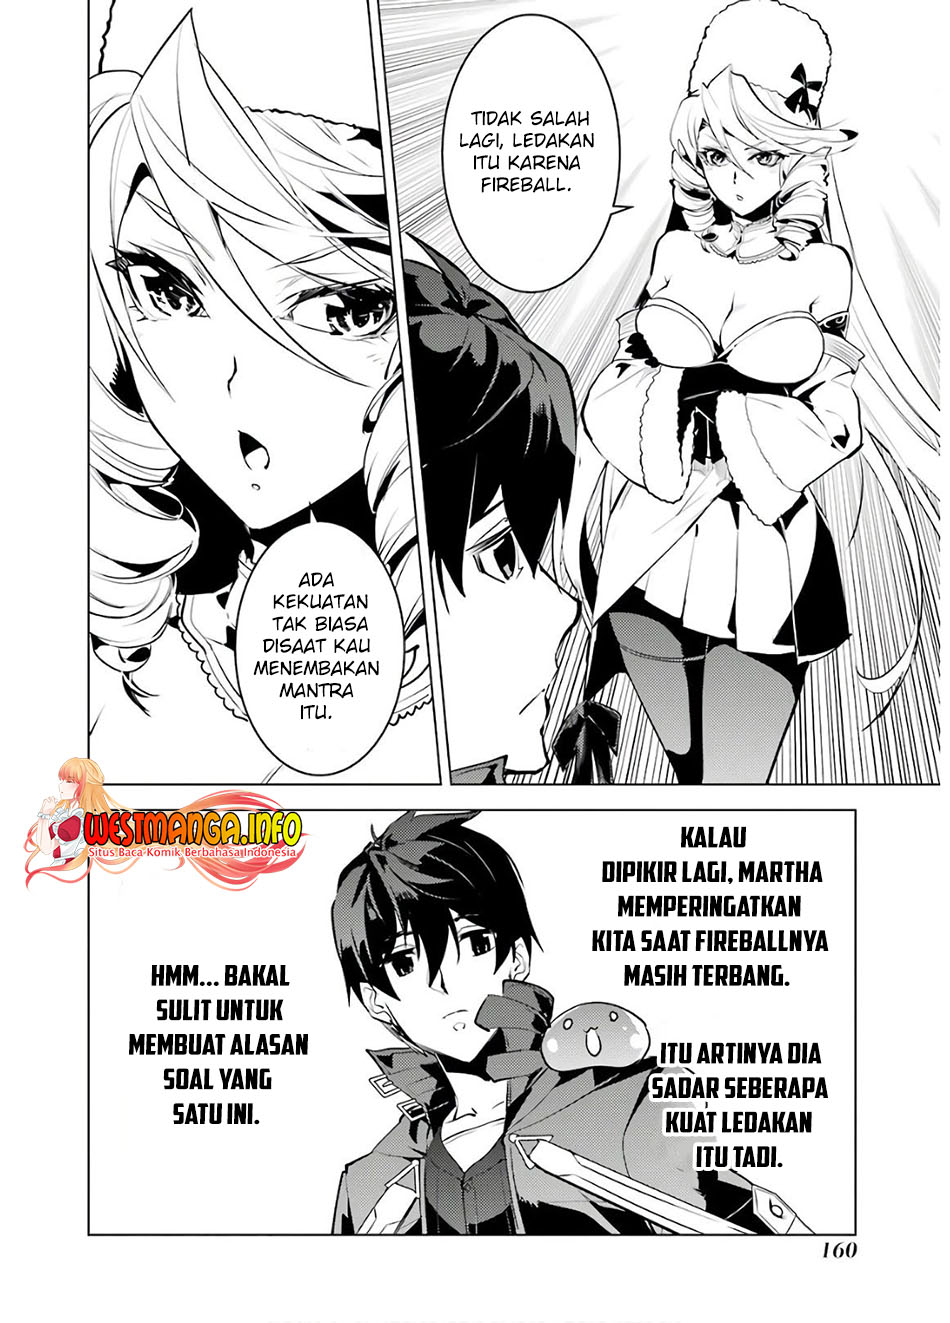 TIDAK SALAH
LAGI, LEDAKAN
ITU KARENA
FIREBALL.
ADA
KEKUATAN
TAK BIASA
DISAAT KAU
MENEMBAKAN
MANTRA
ITU.
WESTMANGA.INFO
Situs Baca Komik Berbahasa Indonesia
KALAU
DIPIKIR LAGI, MARTHA
MEMPERINGATKAN
KITA SAAT FIREBALLNYA
MASIH TERBANG.
ITU ARTINYA DIA
SADAR SEBERAPA
KUAT LEDAKAN
ITU TADI.
HMM... BAKAL
SULIT UNTUK
MEMBUAT ALASAN
SOAL YANG
SATU INI.
160